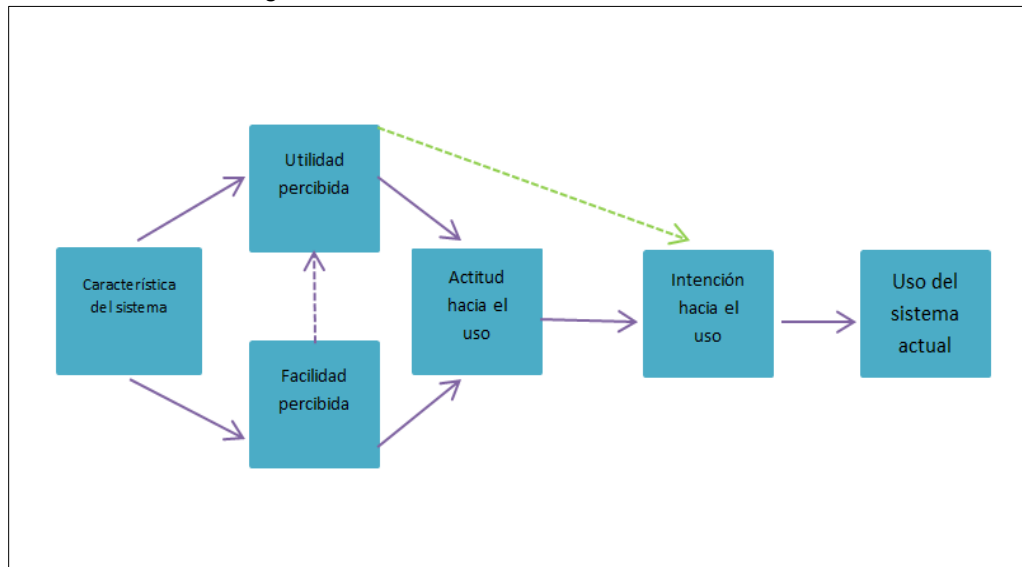 Utilidad
percibida
Característica
del sistema
Actitud
hacia el
uso
Intención
hacia el
uso
Uso del
sistema
actual
Facilidad
percibida